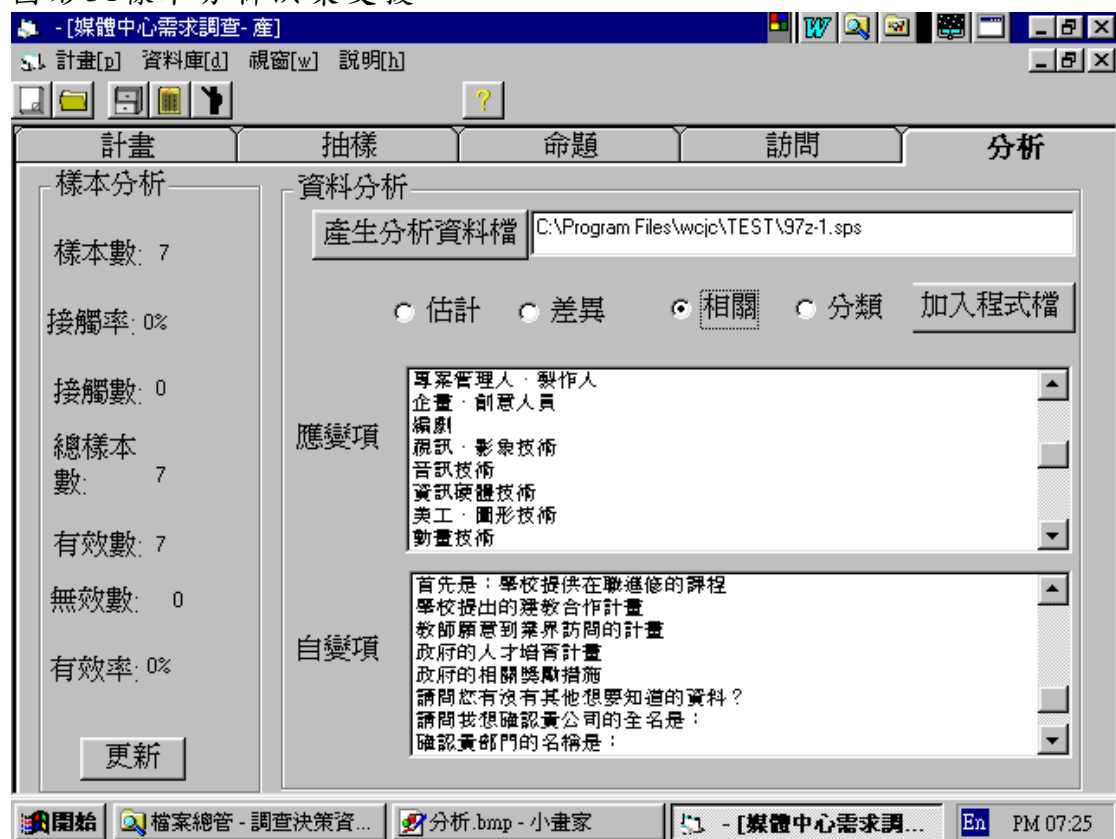 - [媒體中心需求調查- 產]
計畫[p] 資料庫[d] 視窗[w] 說明[h]
計畫 抽樣 命題 訪問 分析
樣本分析
樣本數: 7
接觸率: 0%
接觸數: 0
總樣本
數: 7
有效數: 7
無效數: 0
有效率: 0%
更新
資料分析
產生分析資料檔 C:\Program Files\wcjc\TEST\97z-1.sps
估計 差異 相關 分類 加入程式檔
應變項
專案管理人．製作人
企畫．創意人員
編劇
視訊．影象技術
音訊技術
資訊硬體技術
美工．圖形技術
動畫技術
自變項
首先是：學校提供在職進修的課程
學校提出的建教合作計畫
教師願意到業界訪問的計畫
政府的人才培育計畫
政府的相關獎勵措施
請問您有沒有其他想要知道的資料？
請問我想確認貴公司的全名是：
確認貴部門的名稱是：
開始 檔案總管 - 調查決策資... 分析.bmp - 小畫家 - [媒體中心需求調... En PM 07:25